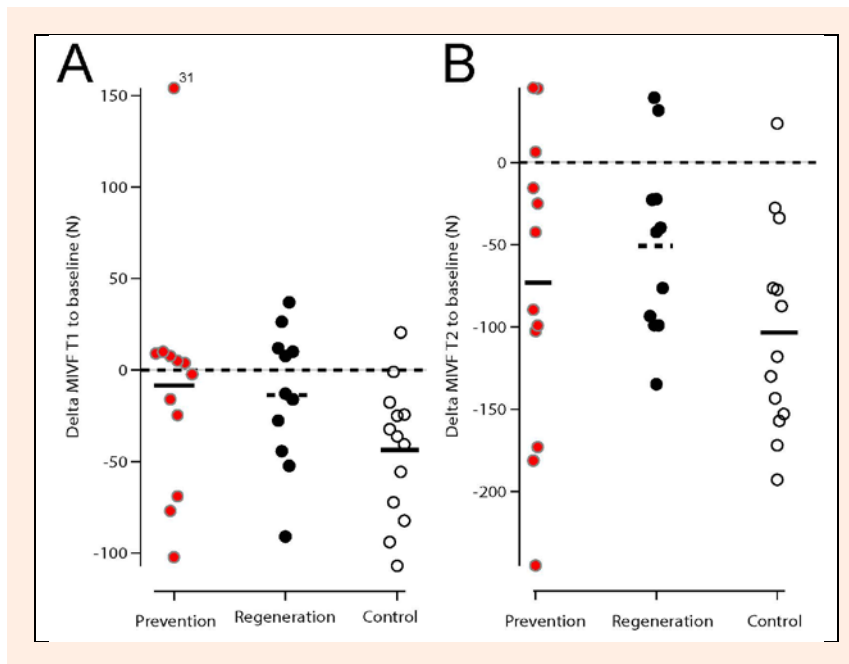 A
31
150
100
50
0
-50
-100
Delta MIVF T1 to baseline (N)
Prevention
Regeneration
Control
B
0
-50
-100
-150
-200
Delta MIVF T2 to baseline (N)
Prevention
Regeneration
Control